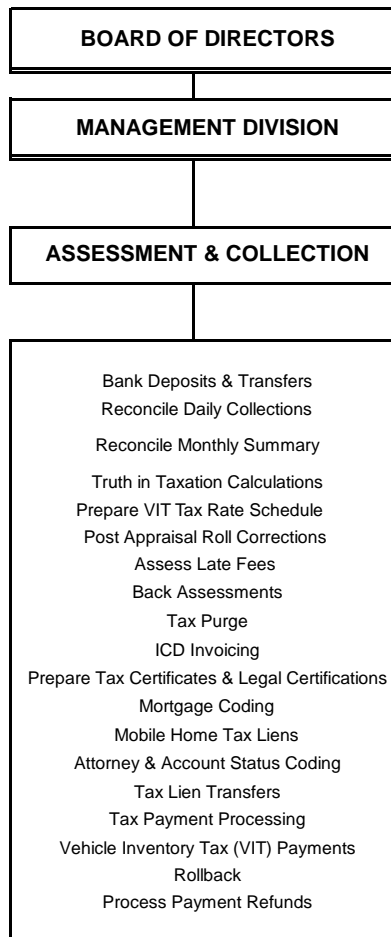 BOARD OF DIRECTORS
MANAGEMENT DIVISION
ASSESSMENT & COLLECTION
Bank Deposits & Transfers
Reconcile Daily Collections
Reconcile Monthly Summary
Truth in Taxation Calculations
Prepare VIT Tax Rate Schedule
Post Appraisal Roll Corrections
Assess Late Fees
Back Assessments
Tax Purge
ICD Invoicing
Prepare Tax Certificates & Legal Certifications
Mortgage Coding
Mobile Home Tax Liens
Attorney & Account Status Coding
Tax Lien Transfers
Tax Payment Processing
Vehicle Inventory Tax (VIT) Payments
Rollback
Process Payment Refunds